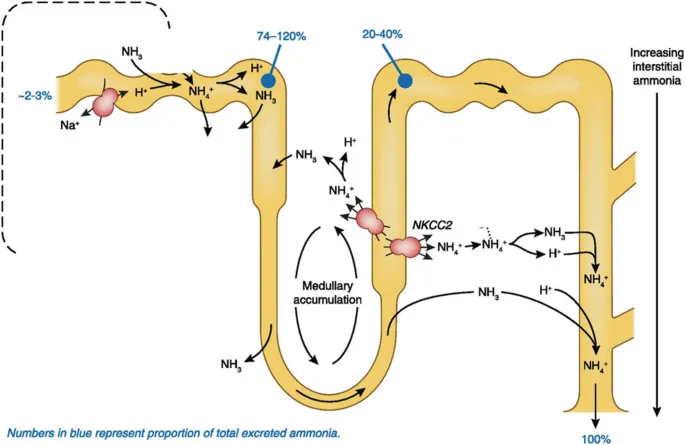 74–120%
20-40%
Increasing
interstitial
ammonia
NH₃
H⁺
~2-3%
H⁺
NH₄⁺
NH₃
Na⁺
H⁺
NH₃
NH₄⁺
NKCC2
NH₄⁺
NH₄⁺
NH₃
H⁺
NH₄⁺
Medullary
accumulation
NH₃
H⁺
NH₃
NH₄⁺
100%
Numbers in blue represent proportion of total excreted ammonia.